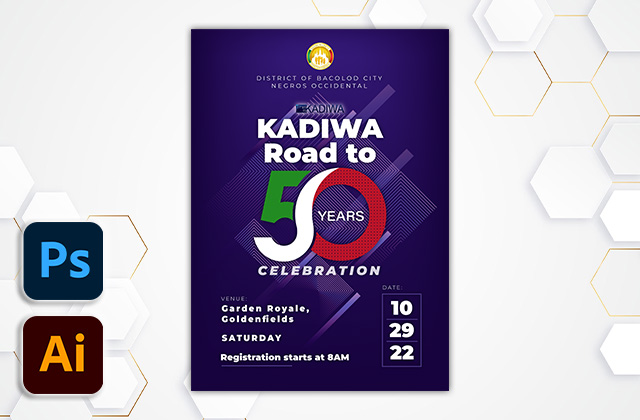 DISTRICT OF BACOLOD CITY
NEGROS OCCIDENTAL
KADIWA
KADIWA
Road to
50
YEARS
CELEBRATION
VENUE:
Garden Royale,
Goldenfields
SATURDAY
Registration starts at 8AM
DATE:
10
29
22
Ps
Ai